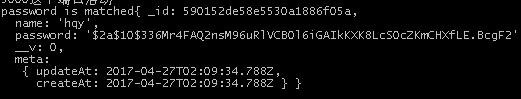 password is matched{ _id: 590152de58e5530a1886f05a,
name: 'hqy',
password: '$2a$10$336Mr4FAQ2nsM96uRlVCBOl6iGAIkKXK8LcSOcZKmCHXfLE.BcgF2'
__v: 0,
meta:
{ updateAt: 2017-04-27T02:09:34.788Z,
createAt: 2017-04-27T02:09:34.788Z } }